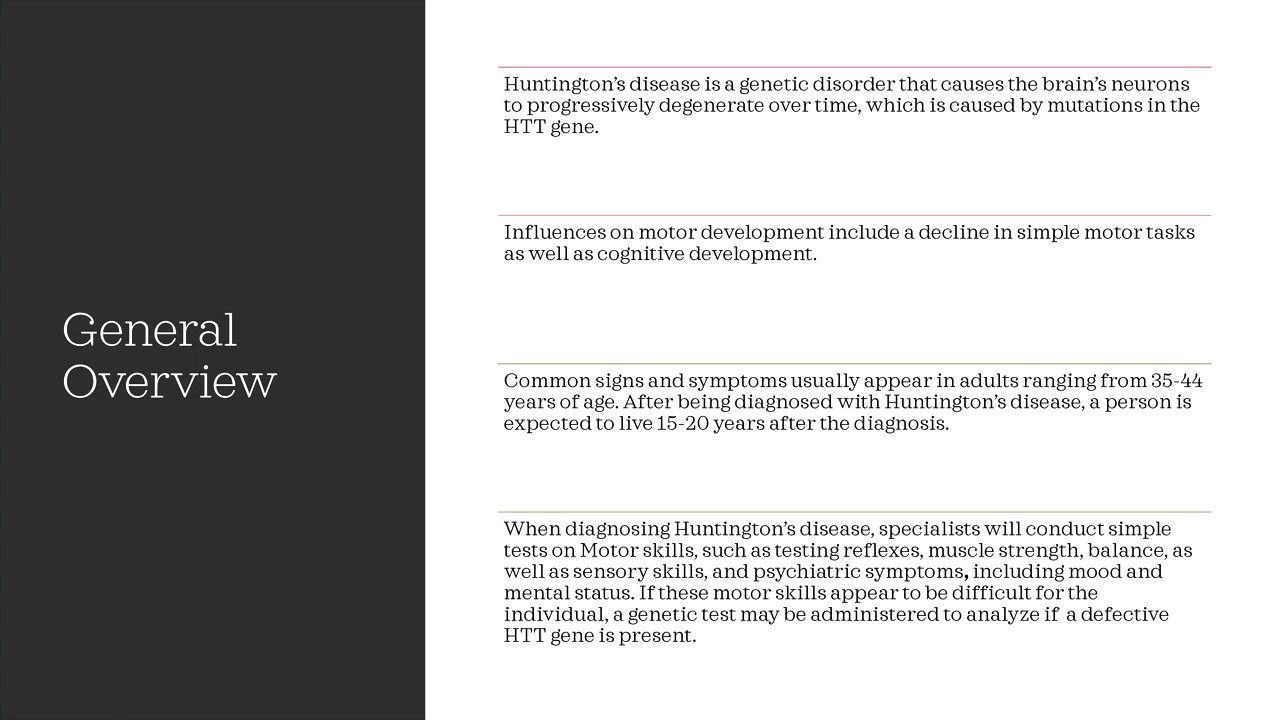 General
Overview
Huntington’s disease is a genetic disorder that causes the brain’s neurons
to progressively degenerate over time, which is caused by mutations in the
HTT gene.
Influences on motor development include a decline in simple motor tasks
as well as cognitive development.
Common signs and symptoms usually appear in adults ranging from 35-44
years of age. After being diagnosed with Huntington’s disease, a person is
expected to live 15-20 years after the diagnosis.
When diagnosing Huntington’s disease, specialists will conduct simple
tests on Motor skills, such as testing reflexes, muscle strength, balance, as
well as sensory skills, and psychiatric symptoms, including mood and
mental status. If these motor skills appear to be difficult for the
individual, a genetic test may be administered to analyze if  a defective
HTT gene is present.